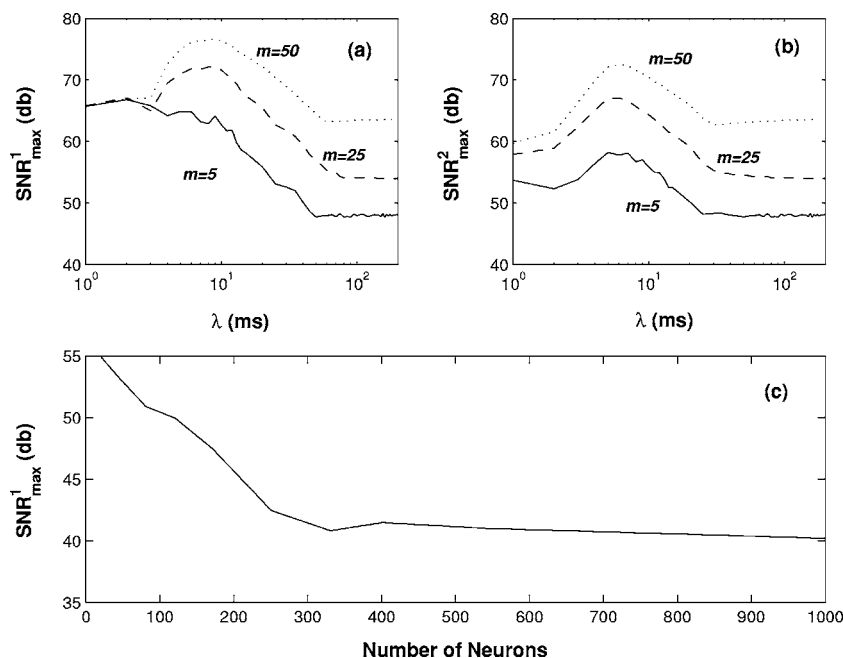 80
70
60
50
40
SNR¹max (db)
(a)
m=50
m=25
m=5
10⁰
10¹
10²
λ (ms)
80
70
60
50
40
SNR²max (db)
(b)
m=50
m=25
m=5
10⁰
10¹
10²
λ (ms)
55
50
45
40
35
SNR¹max (db)
(c)
0 100 200 300 400 500 600 700 800 900 1000
Number of Neurons